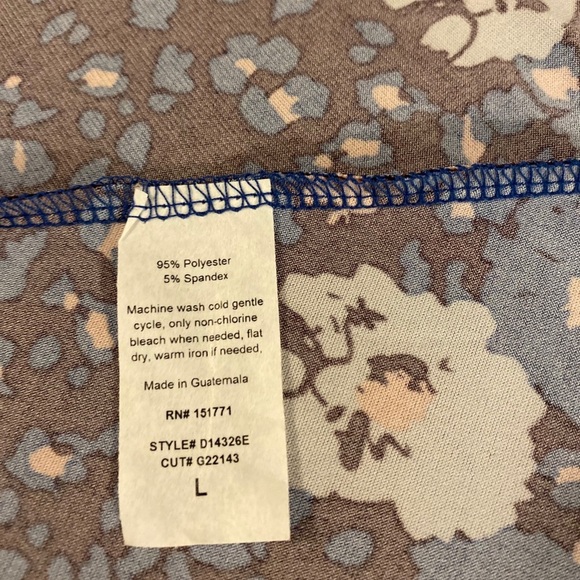 95% Polyester
5% Spandex
Machine wash cold gentle
cycle, only non-chlorine
bleach when needed, flat
dry, warm iron if needed.
Made in Guatemala
RN# 151771
STYLE# D14326E
CUT# G22143
L